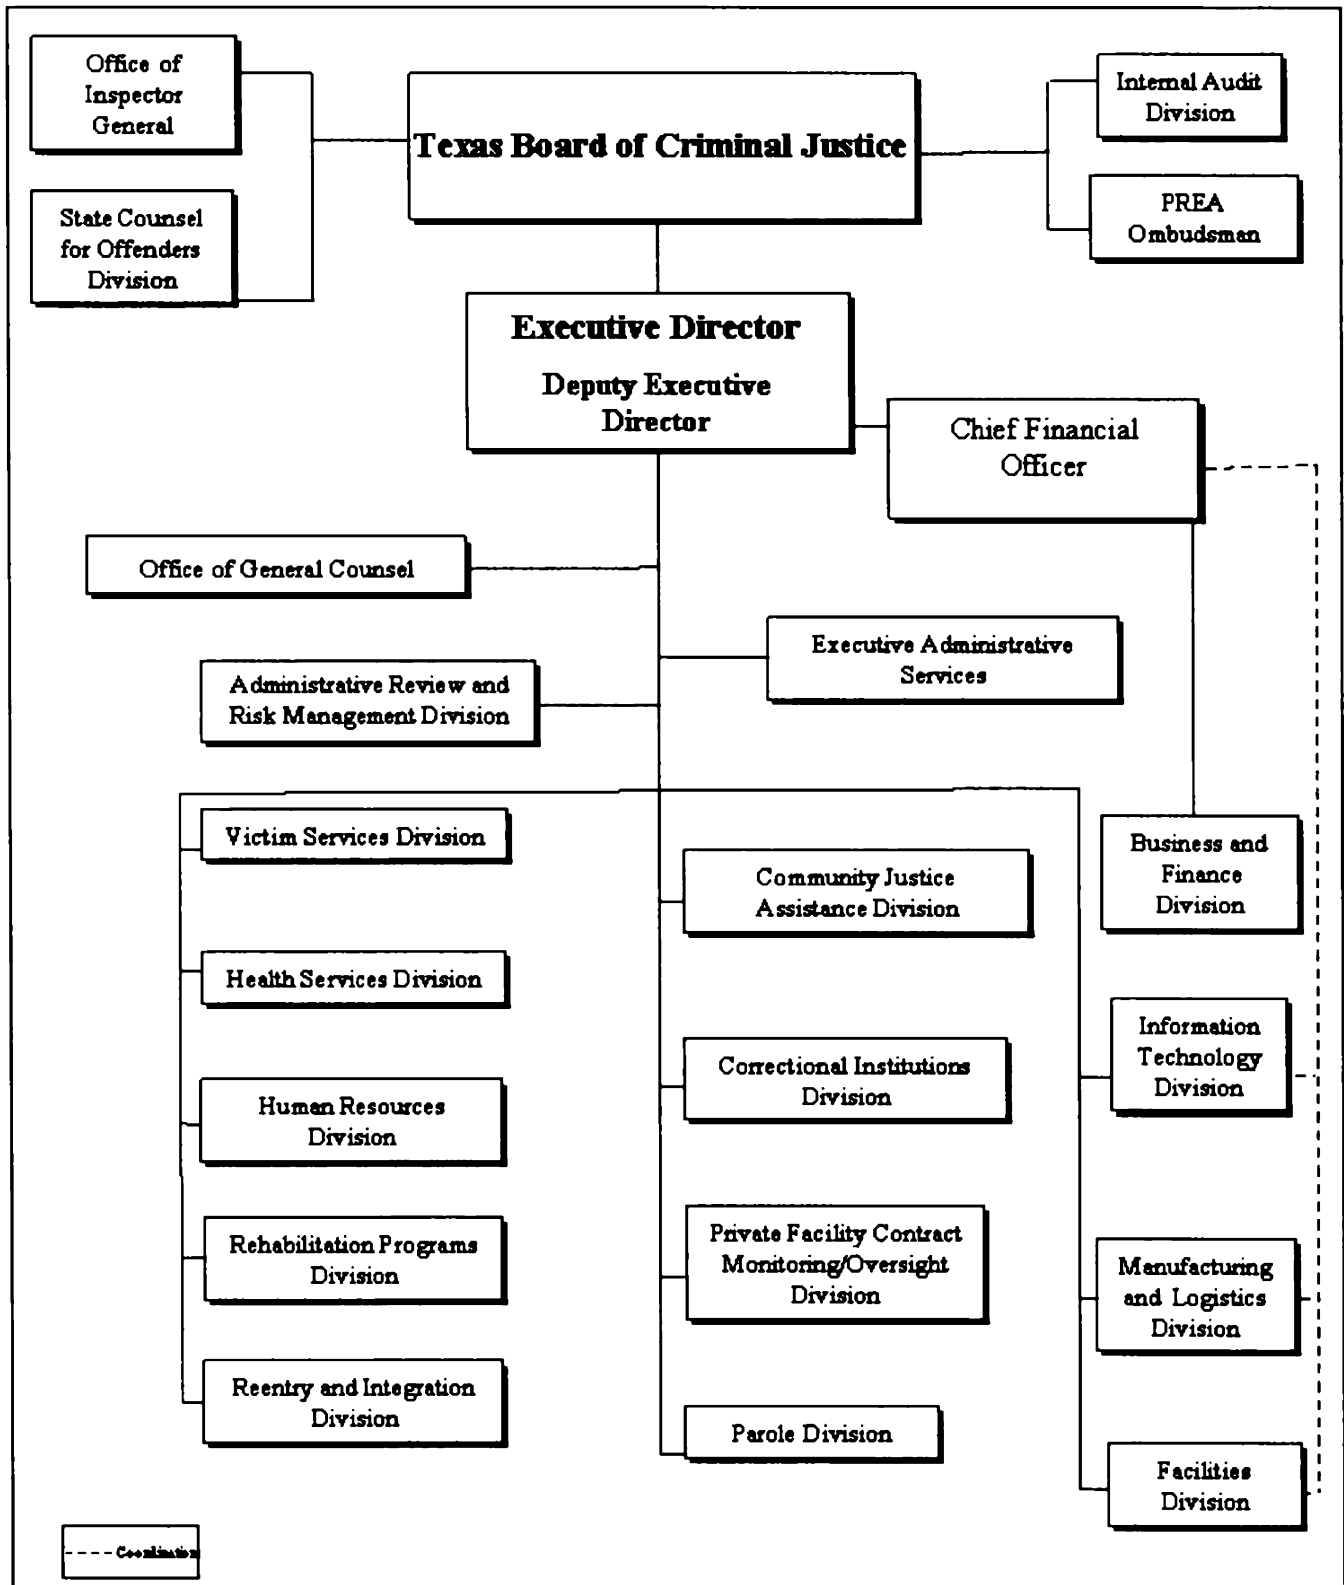 Office of
Inspector
General
Texas Board of Criminal Justice
Internal Audit
Division
State Counsel
for Offenders
Division
PREA
Ombudsman
Executive Director
Deputy Executive
Director
Chief Financial
Officer
Office of General Counsel
Executive Administrative
Services
Administrative Review and
Risk Management Division
Victim Services Division
Community Justice
Assistance Division
Business and
Finance
Division
Health Services Division
Correctional Institutions
Division
Information
Technology
Division
Human Resources
Division
Rehabilitation Programs
Division
Private Facility Contract
Monitoring/Oversight
Division
Manufacturing
and Logistics
Division
Reentry and Integration
Division
Parole Division
Facilities
Division
Coordination